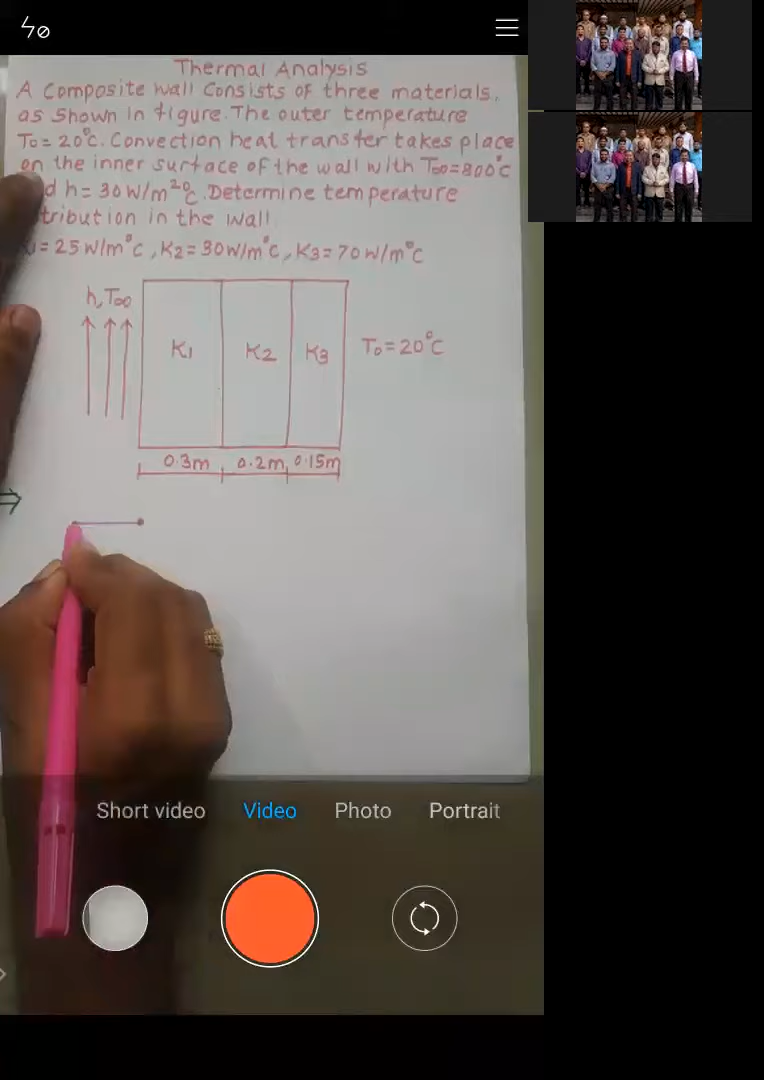 Thermal Analysis
A Composite wall Consists of three materials,
as shown in figure. The outer temperature
T₀ = 20°C. Convection heat transfer takes place
on the inner surface of the wall with T∞=800°C
d h = 30 W/m²°C. Determine temperature
tribution in the wall.
= 25 W/m°C, K2 = 30 W/m°C, K3 = 70 W/m°C
h, T∞
K1 K2 K3 T₀ = 20°C
0.3m 0.2m 0.15m
Short video Video Photo Portrait